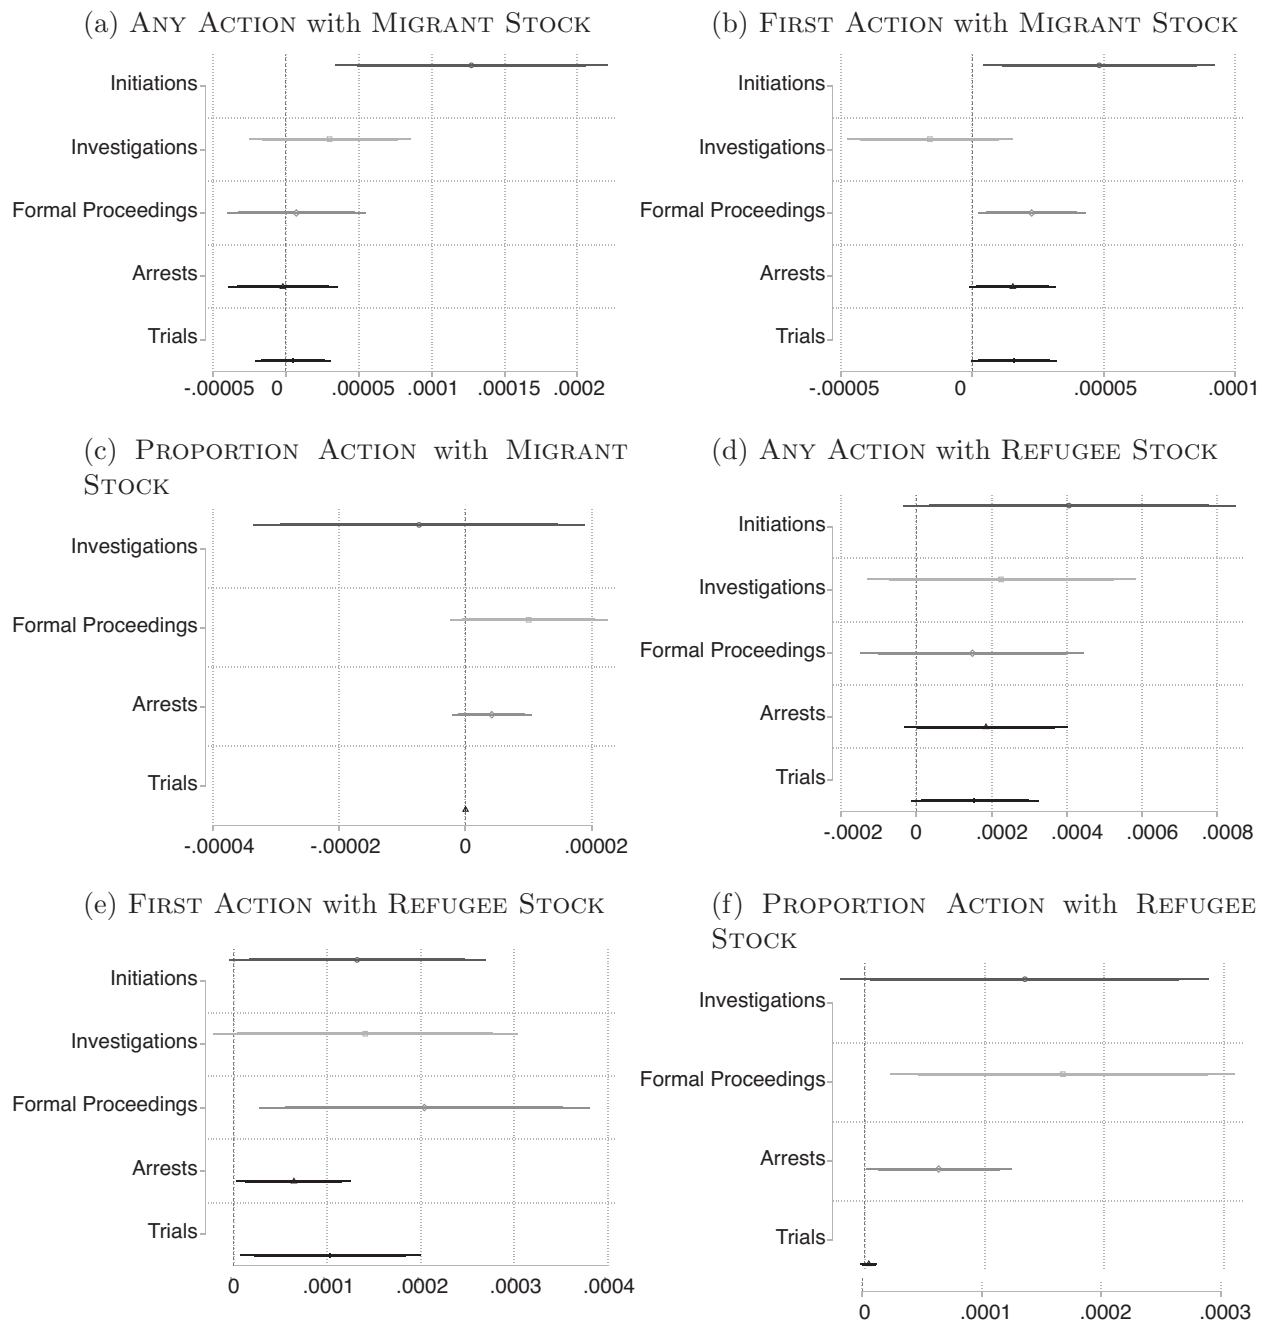 (a) ANY ACTION with MIGRANT STOCK
Initiations
Investigations
Formal Proceedings
Arrests
Trials
-.00005 0 .00005 .0001 .00015 .0002
(b) FIRST ACTION with MIGRANT STOCK
Initiations
Investigations
Formal Proceedings
Arrests
Trials
-.00005 0 .00005 .0001
(c) PROPORTION ACTION with MIGRANT
STOCK
Investigations
Formal Proceedings
Arrests
Trials
-.00004 -.00002 0 .00002
(d) ANY ACTION with REFUGEE STOCK
Initiations
Investigations
Formal Proceedings
Arrests
Trials
-.0002 0 .0002 .0004 .0006 .0008
(e) FIRST ACTION with REFUGEE STOCK
Initiations
Investigations
Formal Proceedings
Arrests
Trials
0 .0001 .0002 .0003 .0004
(f) PROPORTION ACTION with REFUGEE
STOCK
Investigations
Formal Proceedings
Arrests
Trials
0 .0001 .0002 .0003